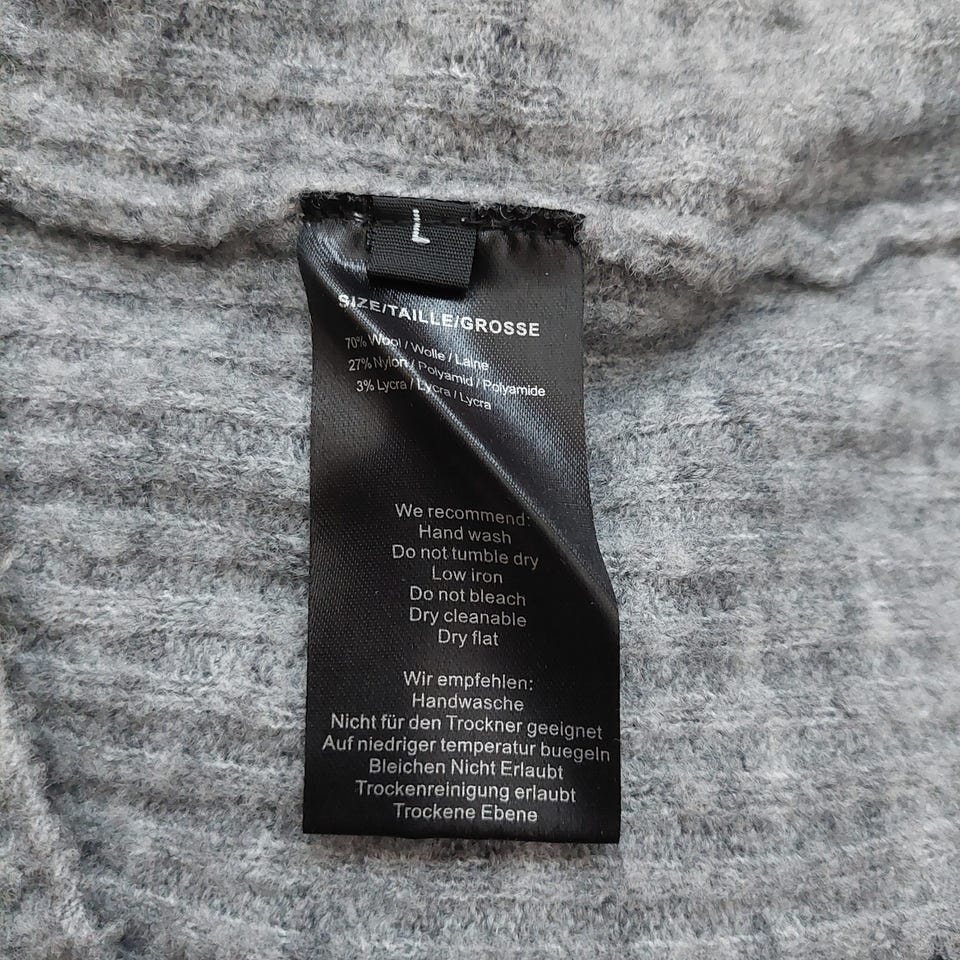 L
SIZE/TAILLE/GROSSE
70% Wool / Wolle / Laine
27% Nylon / Polyamid / Polyamide
3% Lycra / Lycra / Lycra
We recommend:
Hand wash
Do not tumble dry
Low iron
Do not bleach
Dry cleanable
Dry flat
Wir empfehlen:
Handwasche
Nicht für den Trockner geeignet
Auf niedriger temperatur buegeln
Bleichen Nicht Erlaubt
Trockenreinigung erlaubt
Trockene Ebene